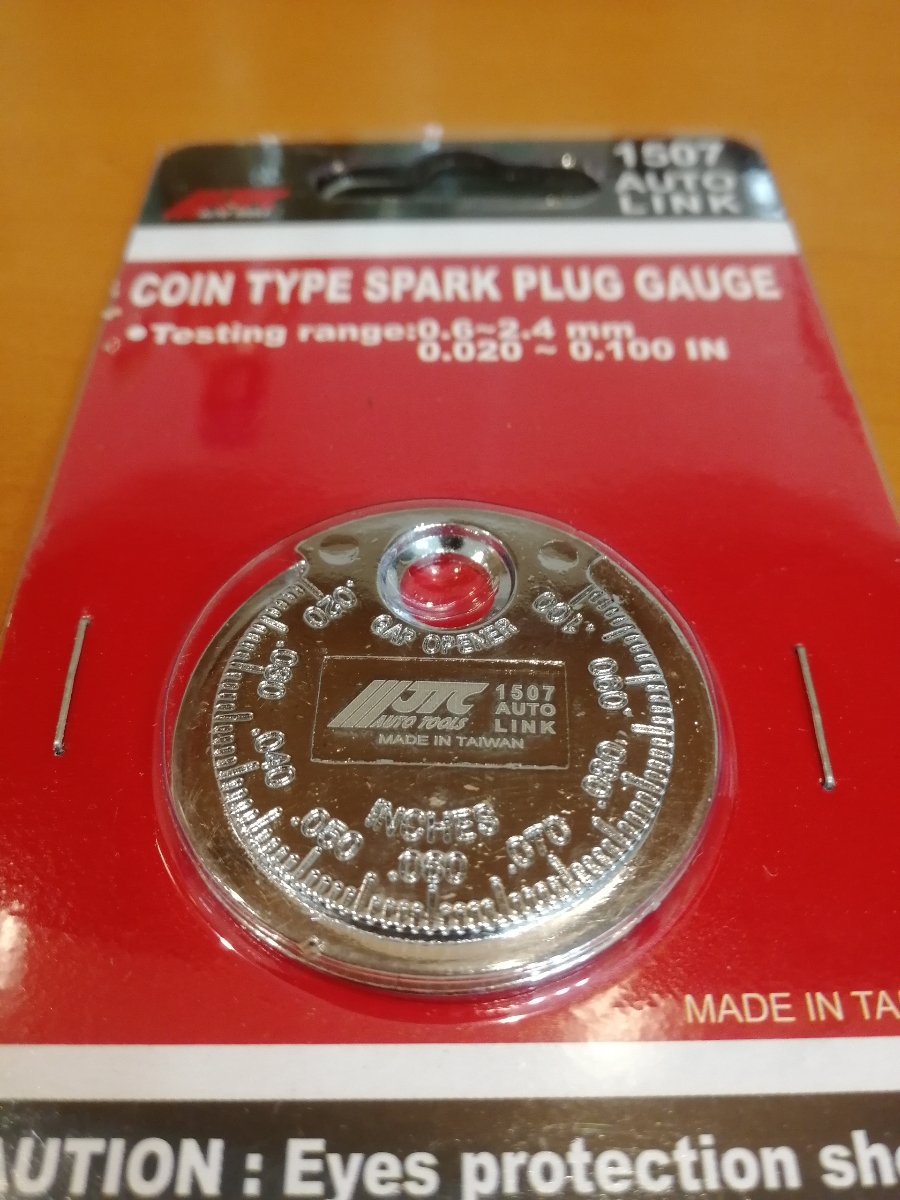 1507
AUTO
LINK
COIN TYPE SPARK PLUG GAUGE
•Testing range:0.6~2.4 mm
0.020 ~ 0.100 IN
GAP OPENER
.020
.030
.040
.050
.060
.070
.080
.090
.100
JTC
AUTO TOOLS
1507
AUTO
LINK
MADE IN TAIWAN
INCHES
MADE IN TA
AUTION : Eyes protection sho